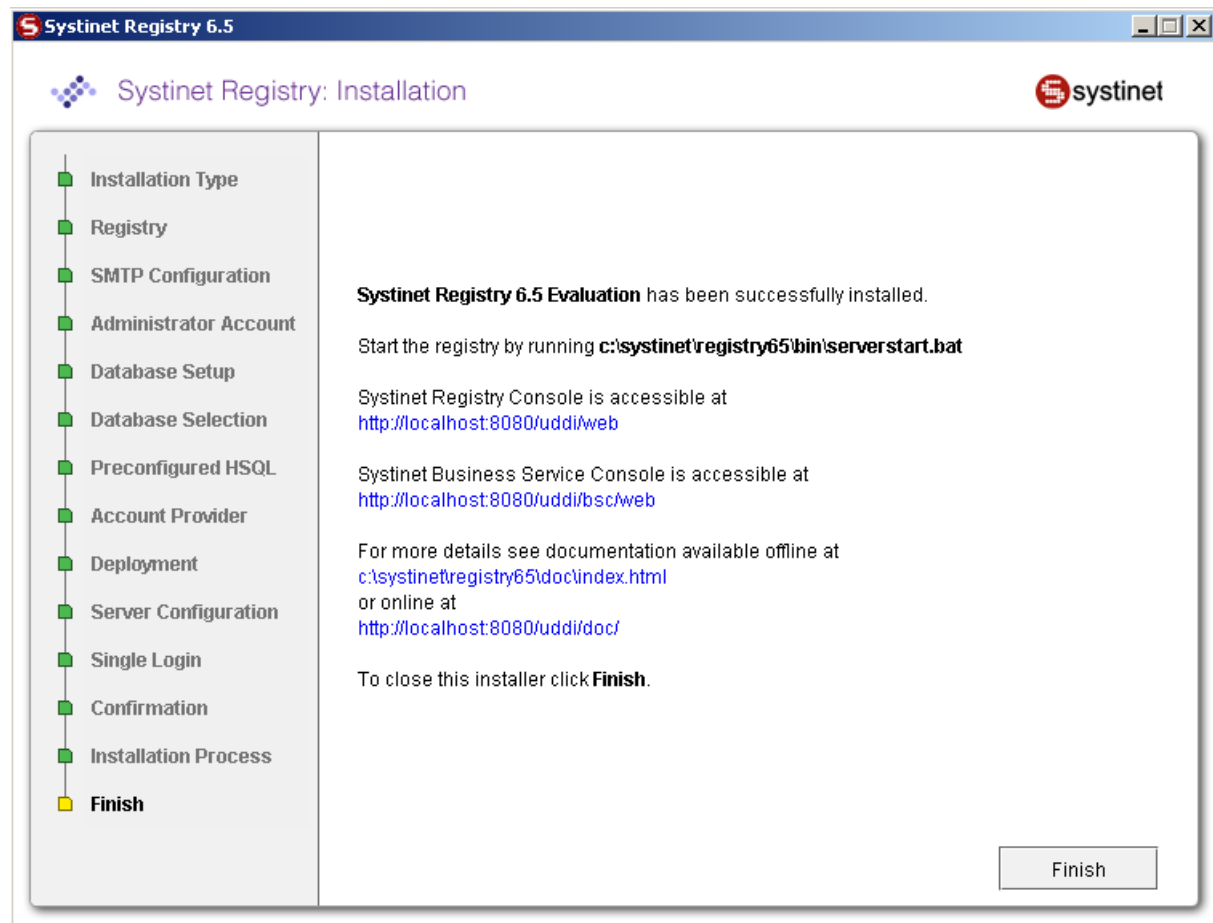 Systinet Registry 6.5
Systinet Registry: Installation
systinet
Installation Type
Registry
SMTP Configuration
Administrator Account
Database Setup
Database Selection
Preconfigured HSQL
Account Provider
Deployment
Server Configuration
Single Login
Confirmation
Installation Process
Finish
Systinet Registry 6.5 Evaluation has been successfully installed.
Start the registry by running c:\systinet\registry65\bin\serverstart.bat
Systinet Registry Console is accessible at
http://localhost:8080/uddi/web
Systinet Business Service Console is accessible at
http://localhost:8080/uddi/bsc/web
For more details see documentation available offline at
c:\systinet\registry65\doc\index.html
or online at
http://localhost:8080/uddi/doc/
To close this installer click Finish.
Finish